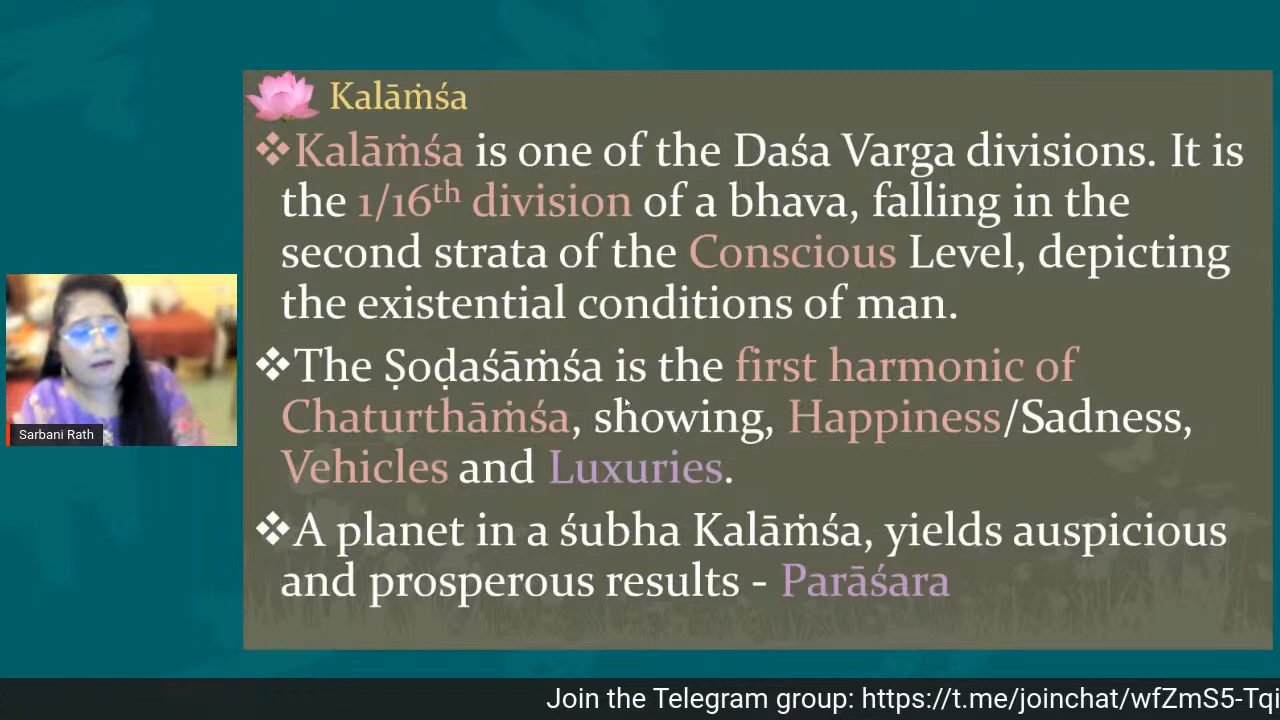 Kalāṁśa
❖Kalāṁśa is one of the Daśa Varga divisions. It is
the 1/16th division of a bhava, falling in the
second strata of the Conscious Level, depicting
the existential conditions of man.
❖The Ṣoḍaśāṁśa is the first harmonic of
Chaturthāṁśa, showing, Happiness/Sadness,
Vehicles and Luxuries.
❖A planet in a śubha Kalāṁśa, yields auspicious
and prosperous results - Parāśara
Sarbani Rath
Join the Telegram group: https://t.me/joinchat/wfZmS5-Tqi